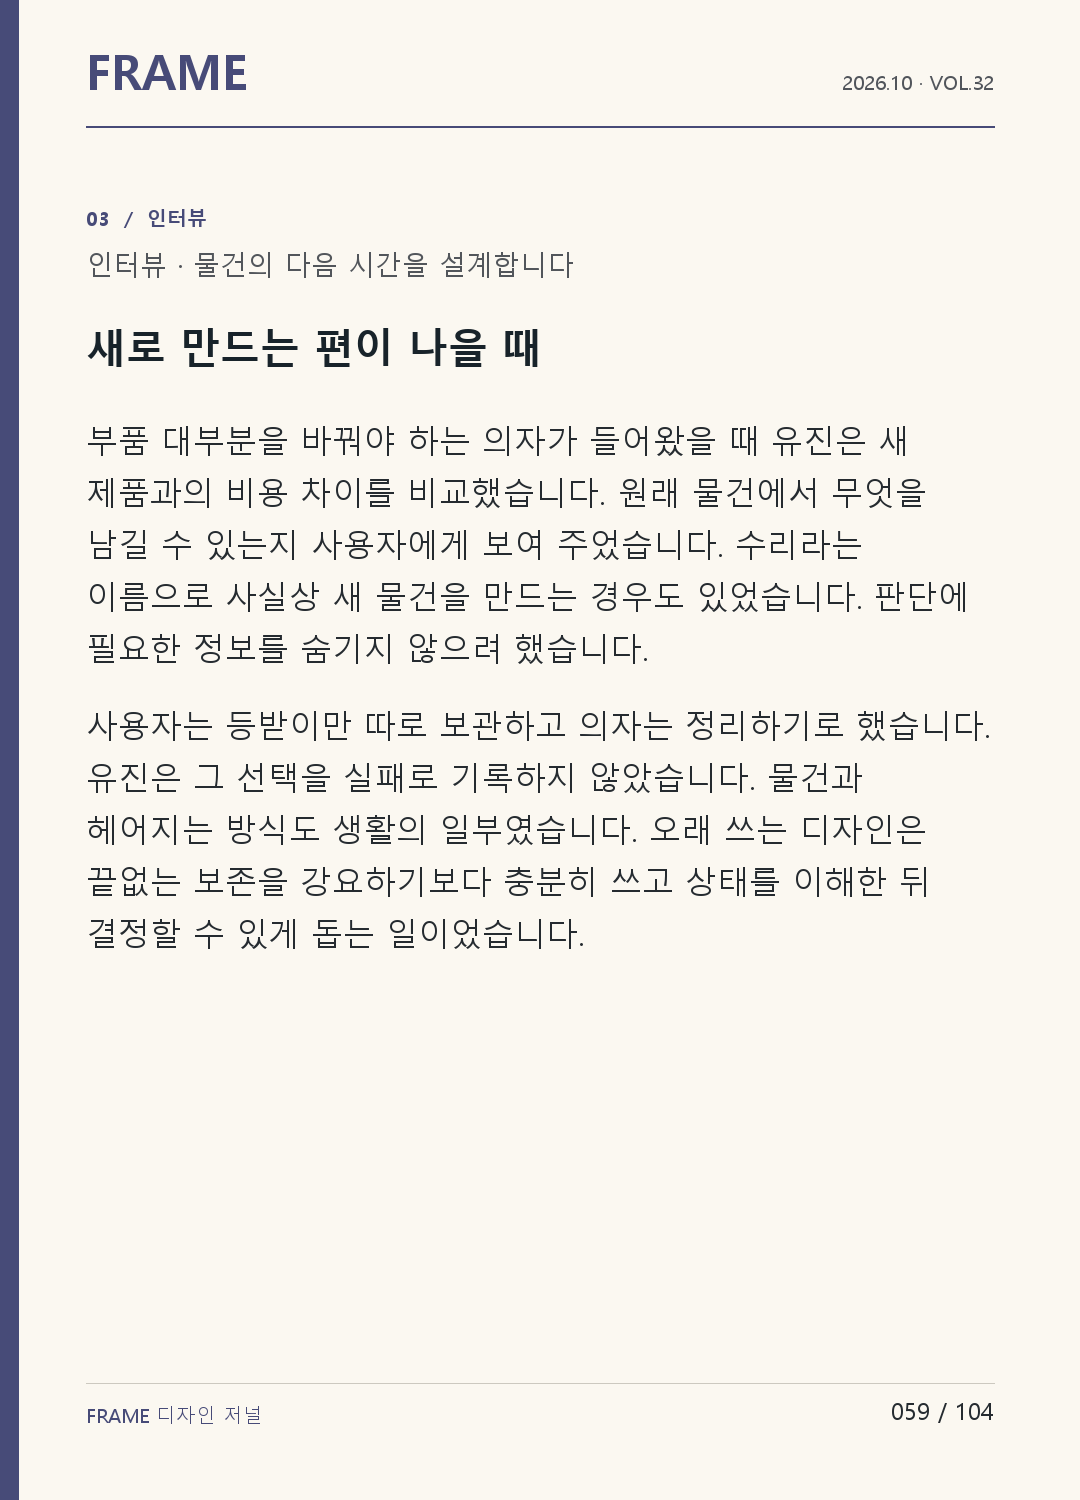 FRAME
2026.10 · VOL.32
03 / 인터뷰
인터뷰 · 물건의 다음 시간을 설계합니다
새로 만드는 편이 나을 때
부품 대부분을 바꿔야 하는 의자가 들어왔을 때 유진은 새
제품과의 비용 차이를 비교했습니다. 원래 물건에서 무엇을
남길 수 있는지 사용자에게 보여 주었습니다. 수리라는
이름으로 사실상 새 물건을 만드는 경우도 있었습니다. 판단에
필요한 정보를 숨기지 않으려 했습니다.
사용자는 등받이만 따로 보관하고 의자는 정리하기로 했습니다.
유진은 그 선택을 실패로 기록하지 않았습니다. 물건과
헤어지는 방식도 생활의 일부였습니다. 오래 쓰는 디자인은
끝없는 보존을 강요하기보다 충분히 쓰고 상태를 이해한 뒤
결정할 수 있게 돕는 일이었습니다.
FRAME 디자인 저널
059 / 104